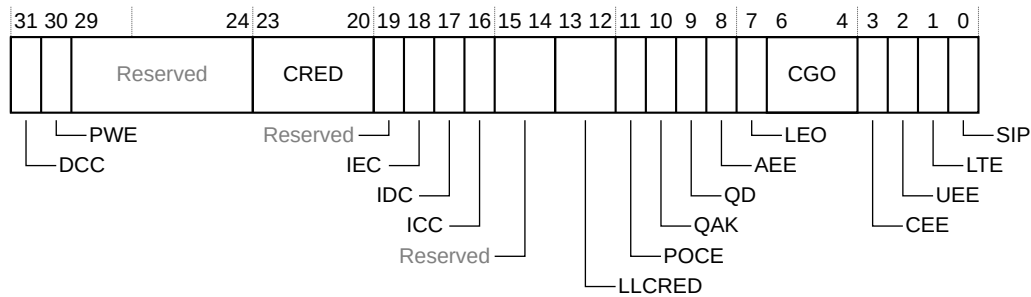 31 30 29 24 23 20 19 18 17 16 15 14 13 12 11 10 9 8 7 6 4 3 2 1 0
Reserved CRED CGO
PWE Reserved LEO SIP
DCC IEC AEE LTE
IDC QD UEE
ICC QAK CEE
Reserved POCE
LLCRED